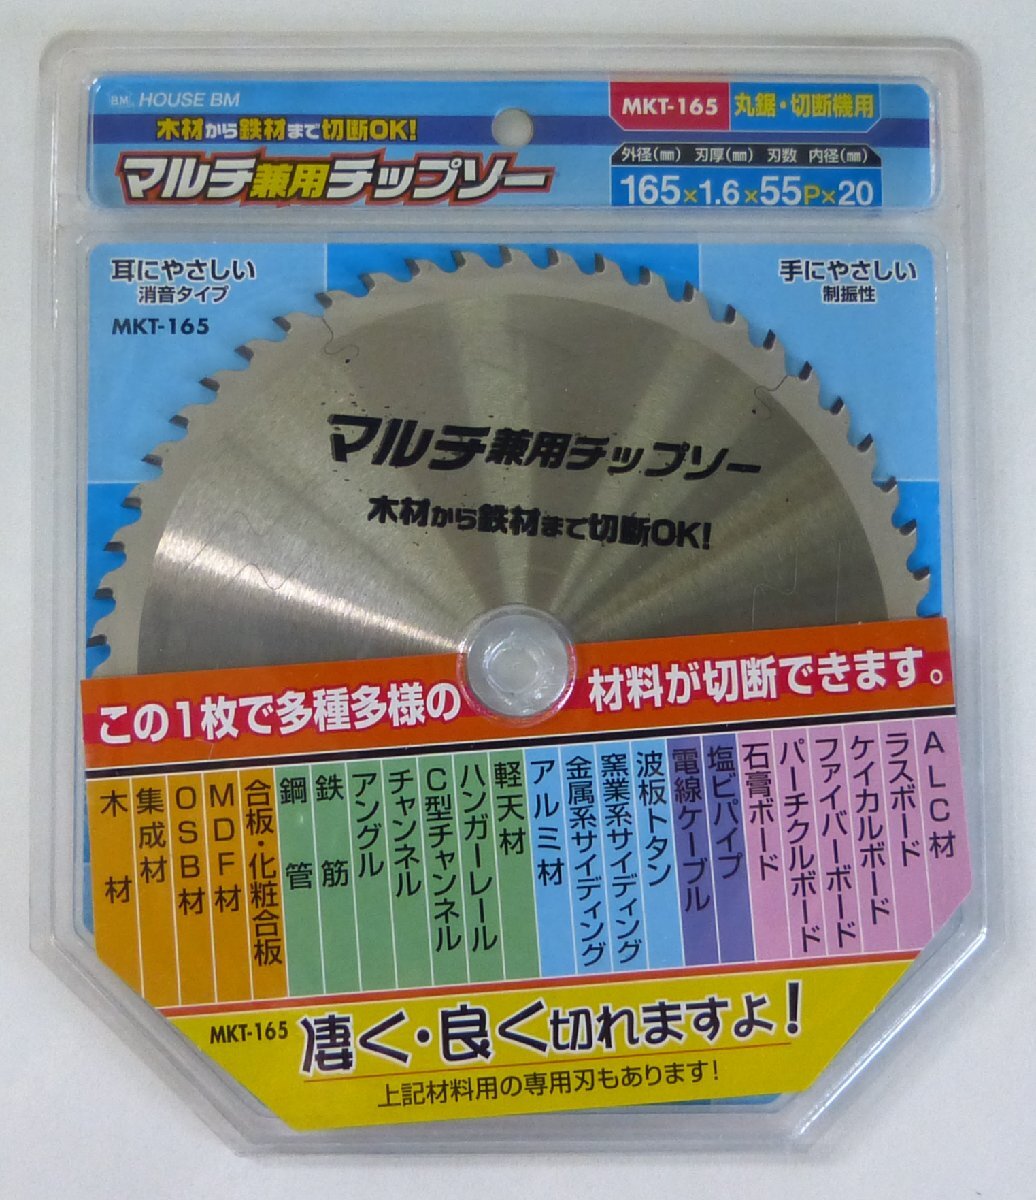 BM HOUSE BM
木材から鉄材まで切断OK!
マルチ兼用チップソー
MKT-165 丸鋸・切断機用
外径(㎜) 刃厚(㎜) 刃数 内径(㎜)
165×1.6×55P×20
耳にやさしい
消音タイプ
MKT-165
手にやさしい
制振性
マルチ兼用チップソー
木材から鉄材まで切断OK!
この1枚で多種多様の材料が切断できます。
木材
集成材
OSB材
MDF材
合板・化粧合板
鋼管
鉄筋
アングル
チャンネル
C型チャンネル
ハンガーレール
軽天材
アルミ材
金属系サイディング
窯業系サイディング
波板トタン
電線ケーブル
塩ビパイプ
石膏ボード
パーチクルボード
ファイバーボード
ケイカルボード
ラスボード
ALC材
MKT-165
凄く・良く切れますよ!
上記材料用の専用刃もあります!